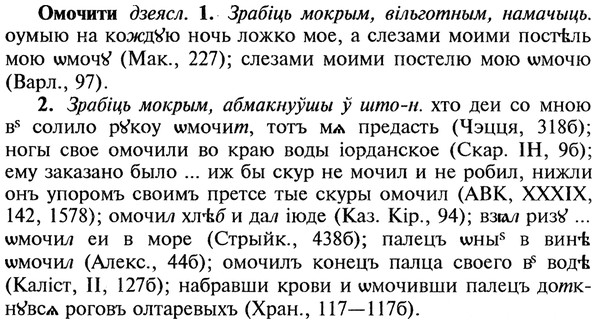 Омочити дзеясл. 1. Зрабіць мокрым, вільготным, намачыць.
оумыю на кождꙋю ночь ложко мое, а слезами моими постѣль
мою ѡмочꙋ (Мак., 227); слезами моими постелю мою ѡмочю
(Варл., 97).
2. Зрабіць мокрым, абмакнуўшы ў што-н. хто деи со мною
вѕ солило рꙋкоу ѡмочит, тотъ мѧ предасть (Чэцця, 318б);
ногы свое омочили во краю воды іорданское (Скар. ІН, 9б);
ему заказано было ... иж бы скур не мочил и не робил, нижли
онъ упоромъ своимъ претсе тые скуры омочил (АВК, XXXIX,
142, 1578); омочил хлѣб и дал іюде (Каз. Кір., 94); взꙗл ризꙋ ...
ѡмочил еи в море (Стрыйк., 438б); палецъ ѡныѕ в винѣ
ѡмочил (Алекс., 44б); омочилъ конецъ палца своего вѕ водѣ
(Каліст, II, 127б); набравши крови и ѡмочивши палецъ дотк-
нꙋвсѧ роговъ олтаревыхъ (Хран., 117—117б).